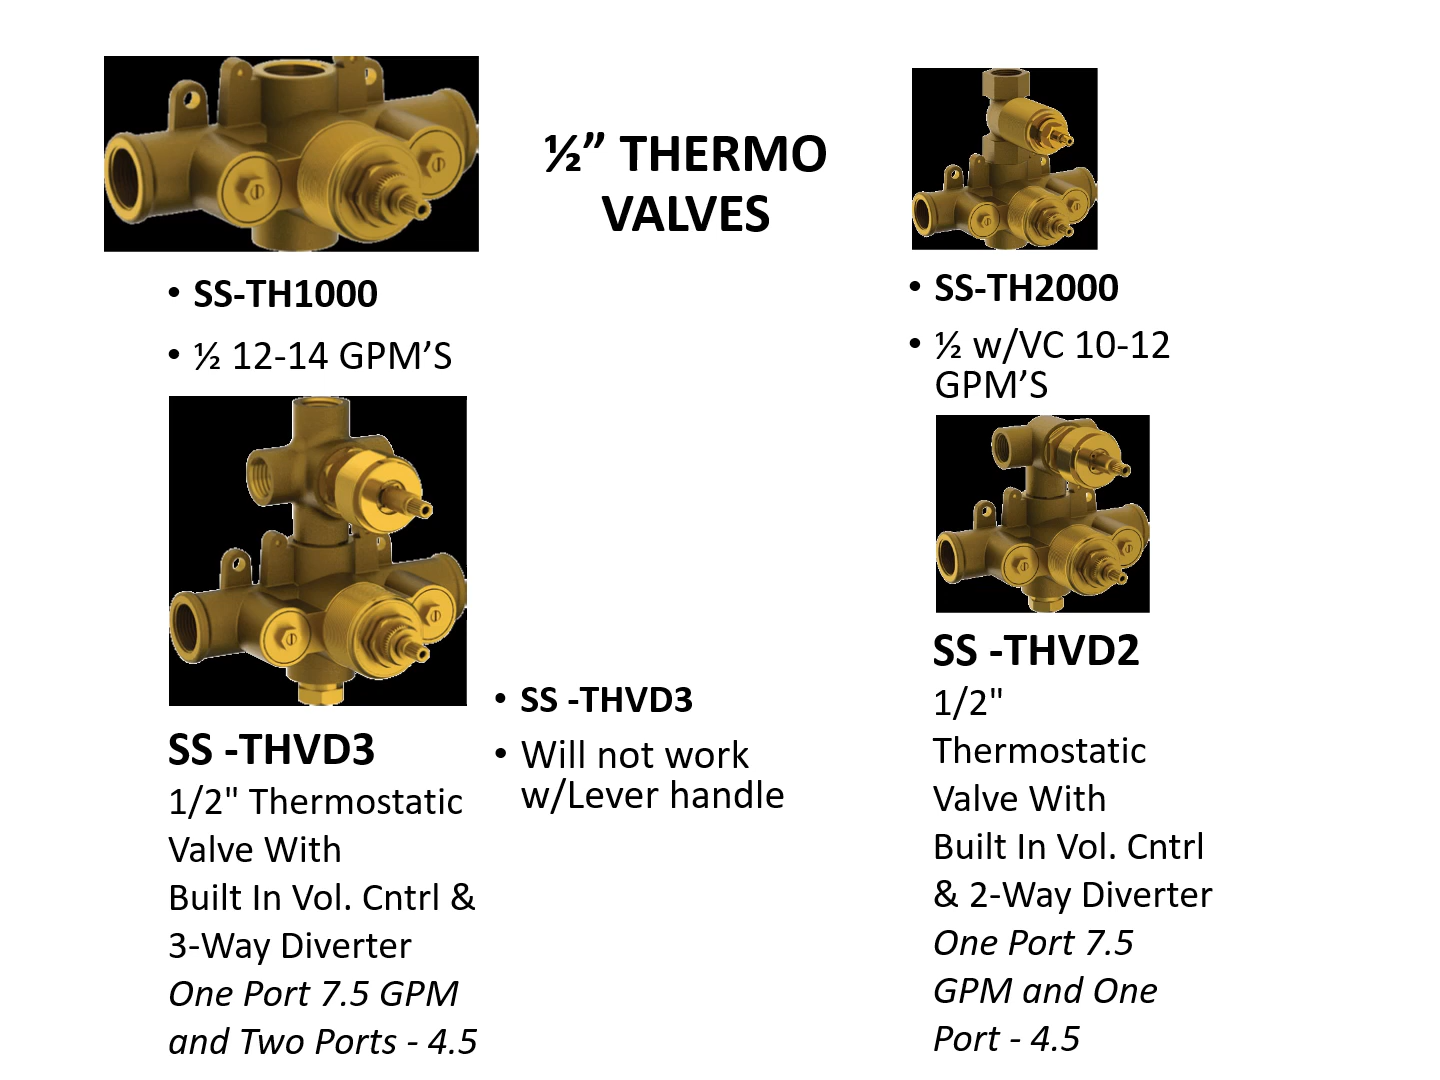 ½” THERMO
VALVES
• SS-TH1000
• ½ 12-14 GPM’S
• SS-TH2000
• ½ w/VC 10-12
GPM’S
SS -THVD3
1/2" Thermostatic
Valve With
Built In Vol. Cntrl &
3-Way Diverter
One Port 7.5 GPM
and Two Ports - 4.5
• SS -THVD3
• Will not work
w/Lever handle
SS -THVD2
1/2"
Thermostatic
Valve With
Built In Vol. Cntrl
& 2-Way Diverter
One Port 7.5
GPM and One
Port - 4.5